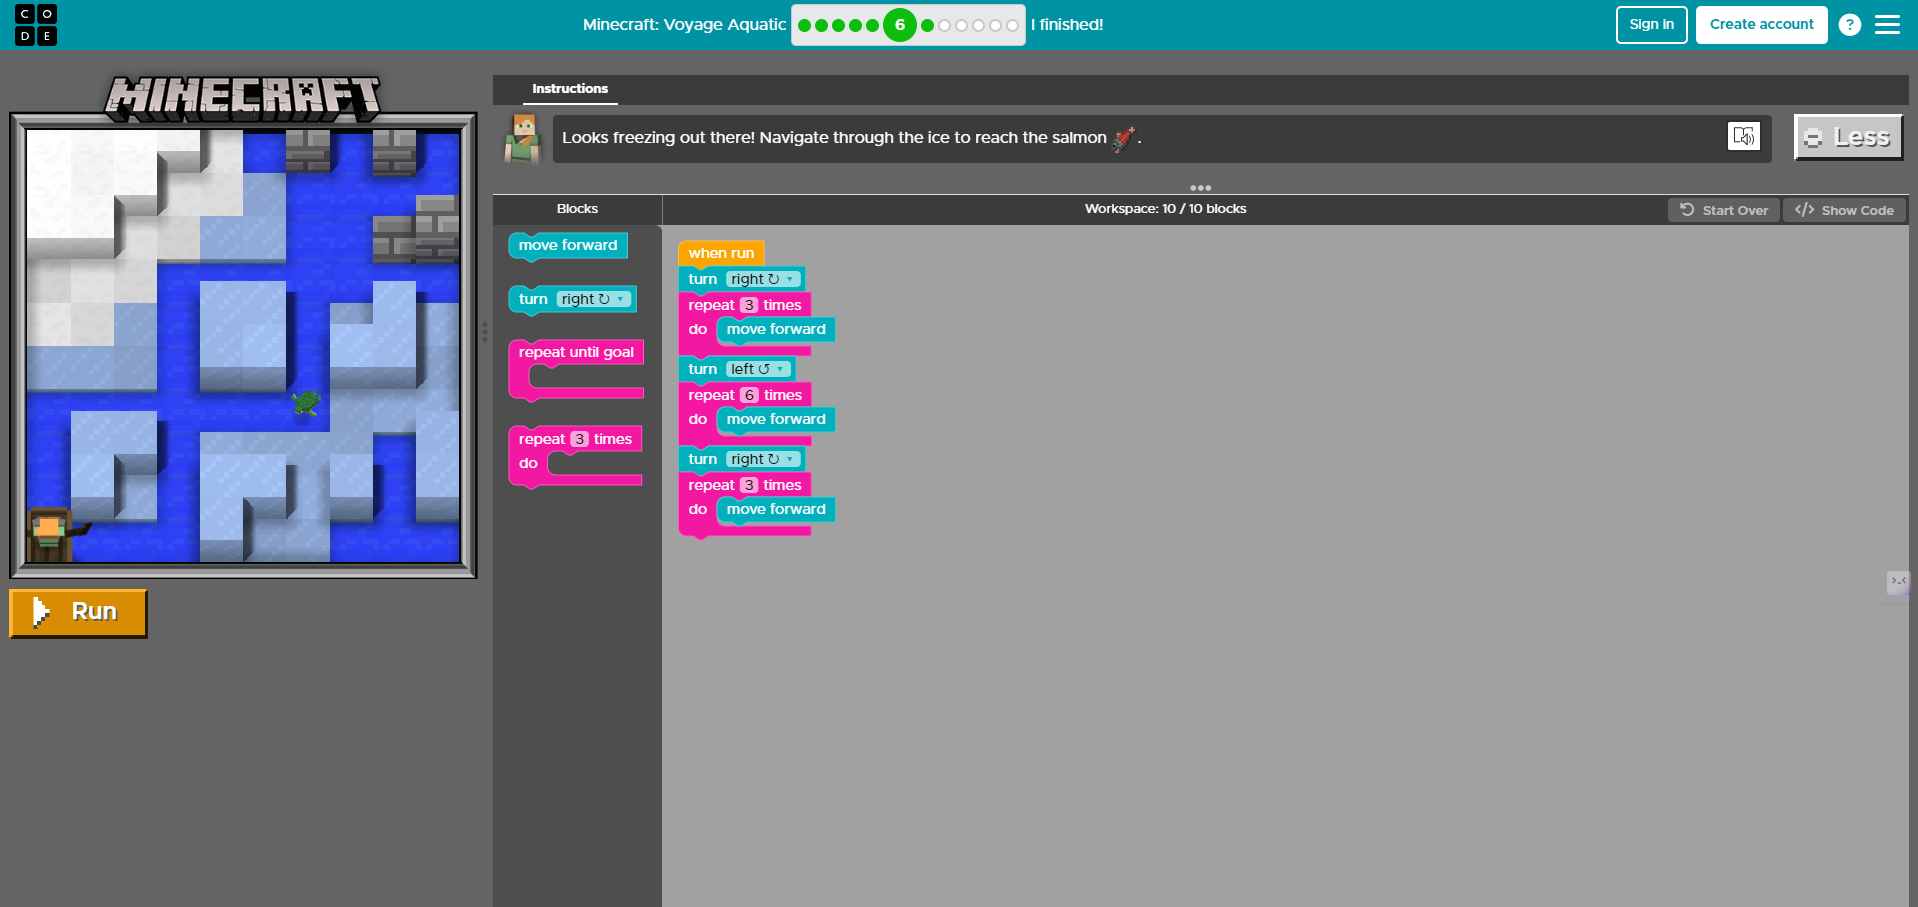 C O
D E
Minecraft: Voyage Aquatic
6
I finished!
Sign in
Create account
?
MINECRAFT
Instructions
Looks freezing out there! Navigate through the ice to reach the salmon .
Less
Blocks
Workspace: 10 / 10 blocks
Start Over
</> Show Code
move forward
turn right ↻
repeat until goal
repeat 3 times
do
when run
turn right ↻
repeat 3 times
do move forward
turn left ↺
repeat 6 times
do move forward
turn right ↻
repeat 3 times
do move forward
Run